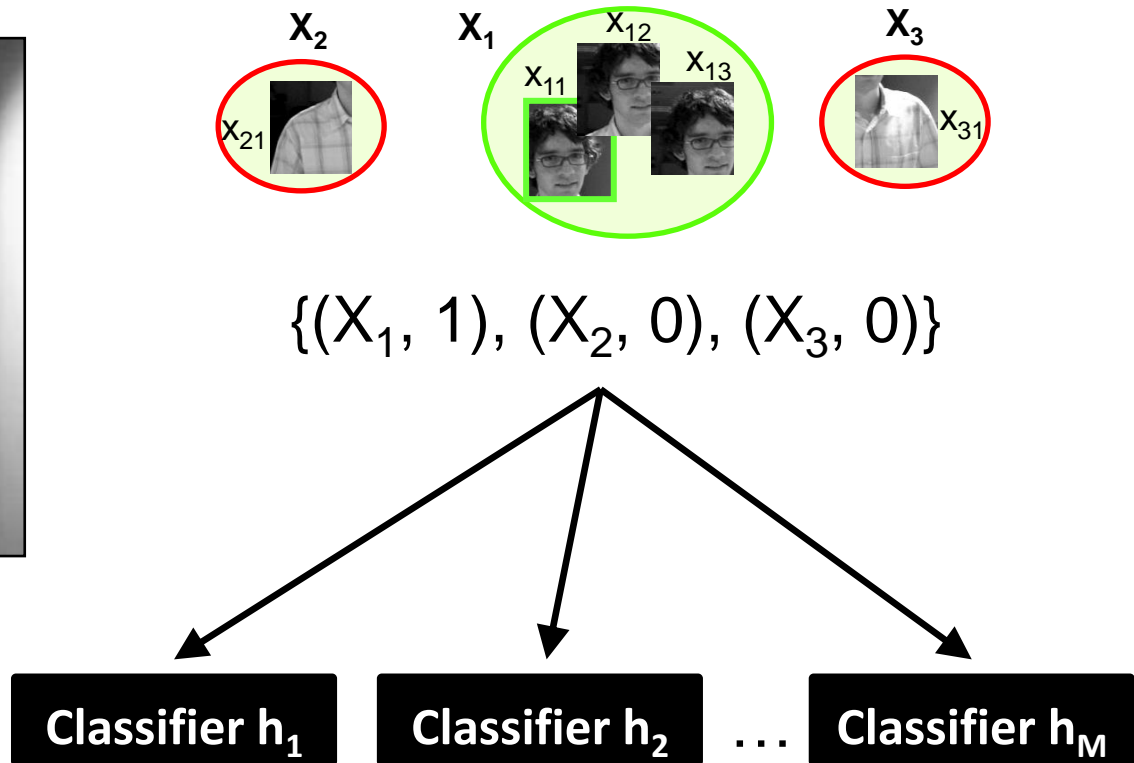 X₂ X₁ x₁₂ X₃
x₁₁ x₁₃
x₂₁ x₃₁
{(X₁, 1), (X₂, 0), (X₃, 0)}
Classifier h₁ Classifier h₂ ... Classifier h_M